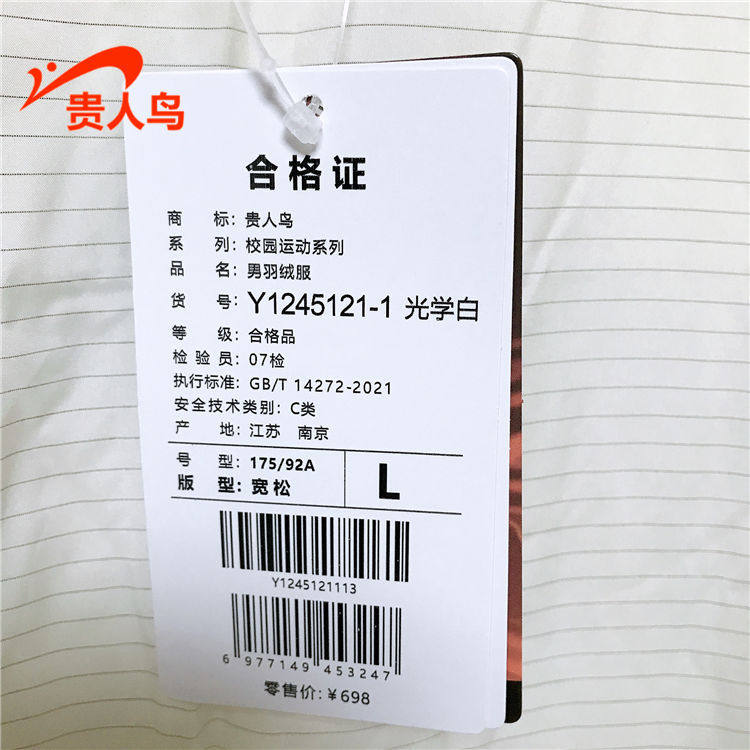 贵人鸟
合格证
商 标: 贵人鸟
系 列: 校园运动系列
品 名: 男羽绒服
货 号: Y1245121-1 光学白
等 级: 合格品
检 验 员: 07检
执行标准: GB/T 14272-2021
安全技术类别: C类
产 地: 江苏 南京
号 型: 175/92A
版 型: 宽松
L
Y1245121113
6 977149 453247
零售价: ¥698